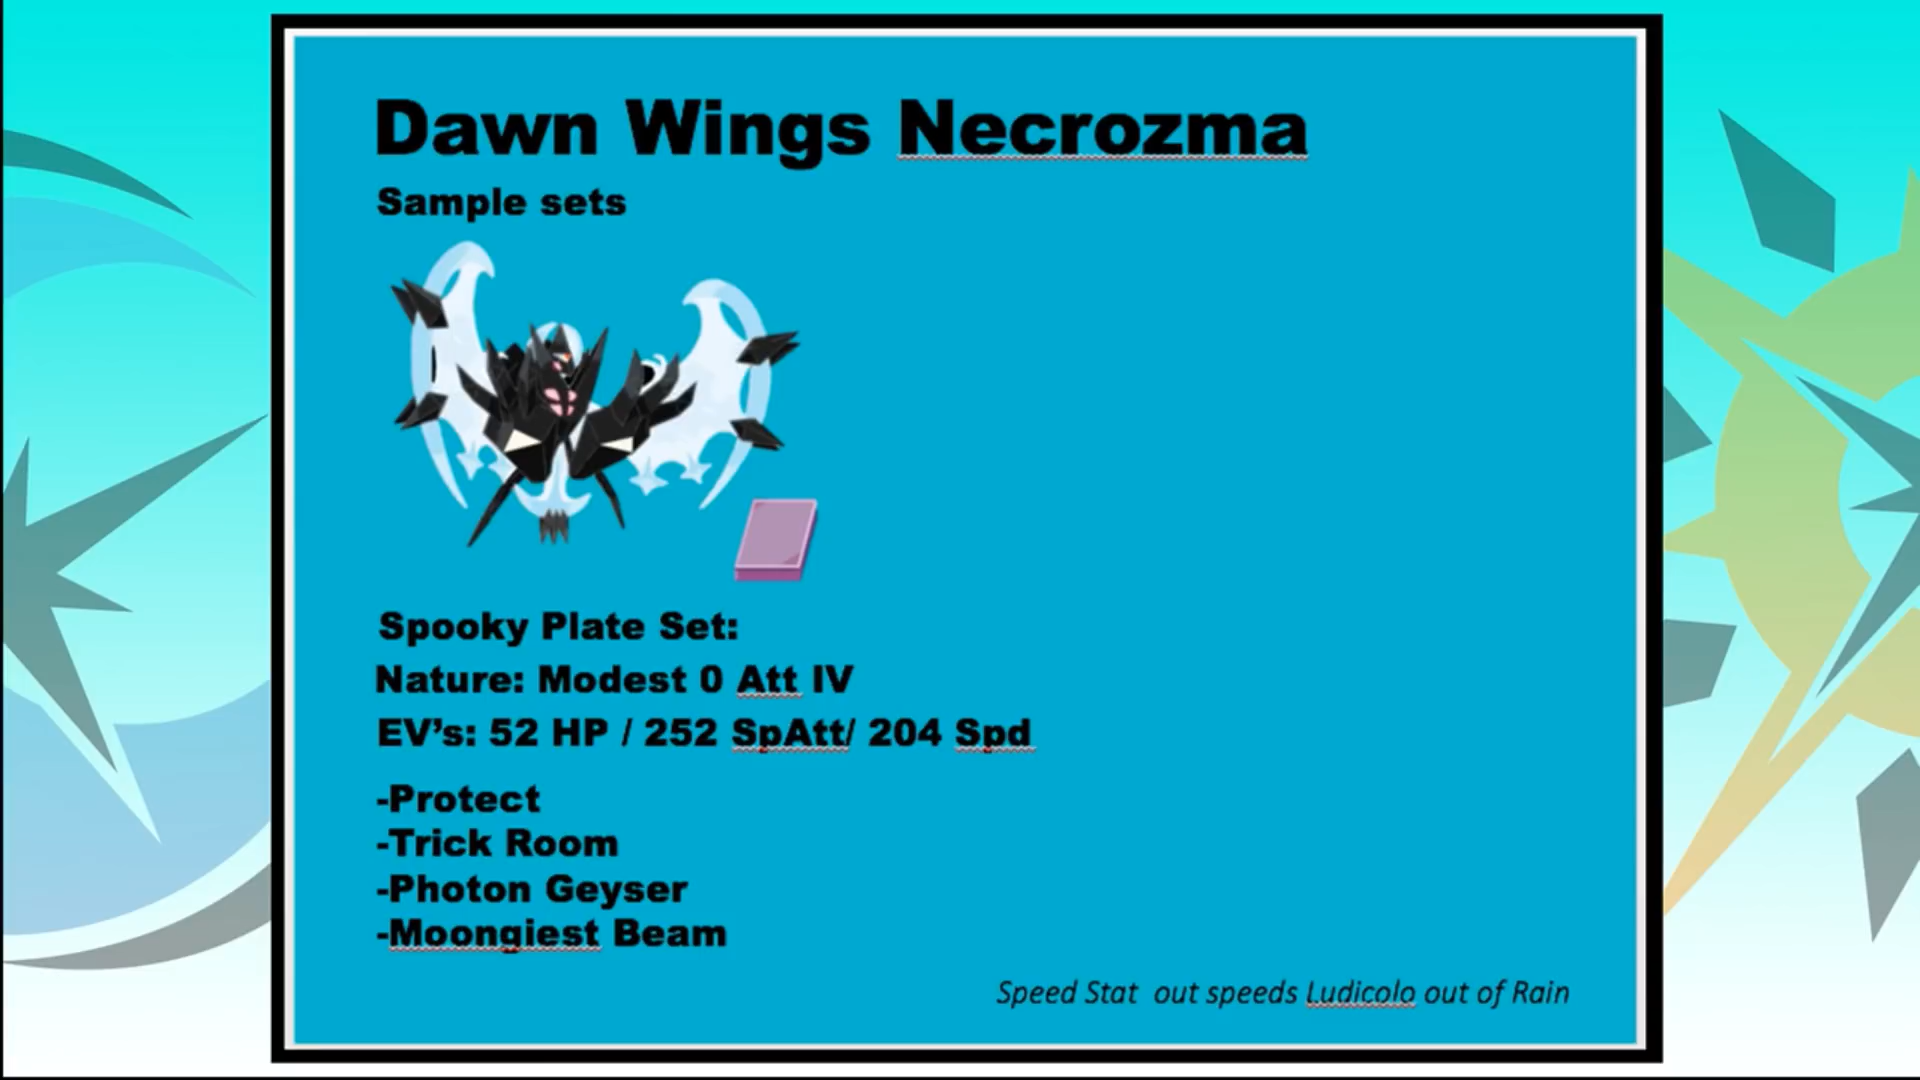 Dawn Wings Necrozma
Sample sets
Spooky Plate Set:
Nature: Modest 0 Att IV
EV’s: 52 HP / 252 SpAtt/ 204 Spd
-Protect
-Trick Room
-Photon Geyser
-Moongiest Beam
Speed Stat  out speeds Ludicolo out of Rain